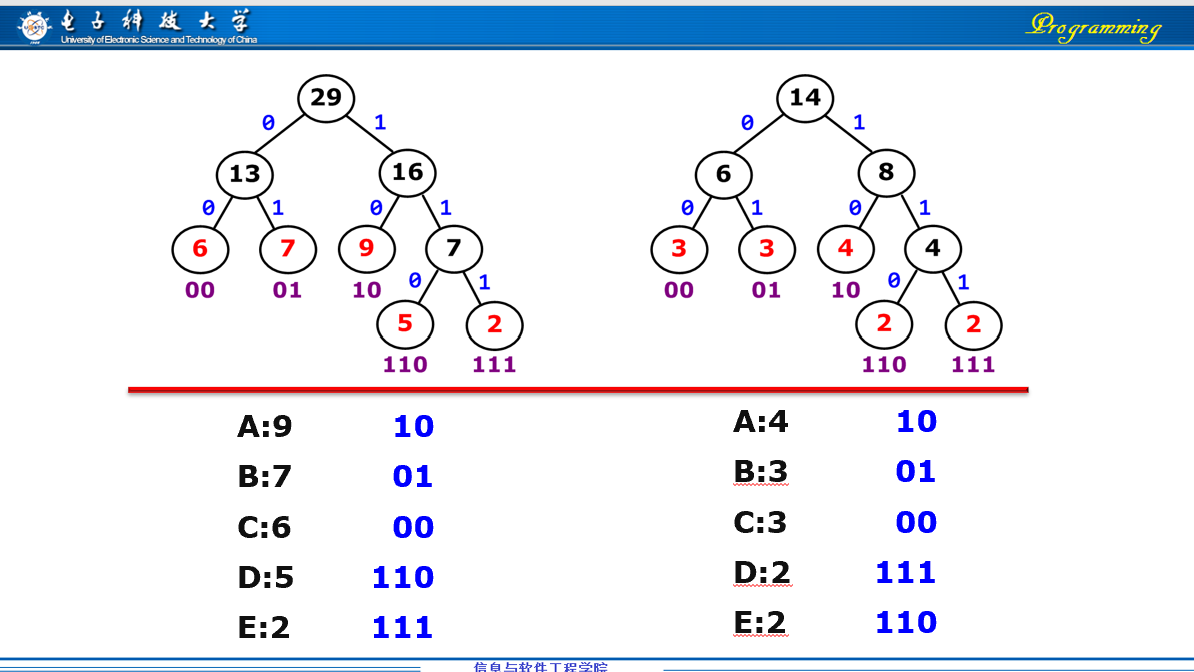 电子科技大学
University of Electronic Science and Technology of China
Programming
29
0 1
13 16
0 1 0 1
6 7 9 7
00 01 10
0 1
5 2
110 111
14
0 1
6 8
0 1 0 1
3 3 4 4
00 01 10
0 1
2 2
110 111
A:9 10
B:7 01
C:6 00
D:5 110
E:2 111
A:4 10
B:3 01
C:3 00
D:2 111
E:2 110
信息与软件工程学院